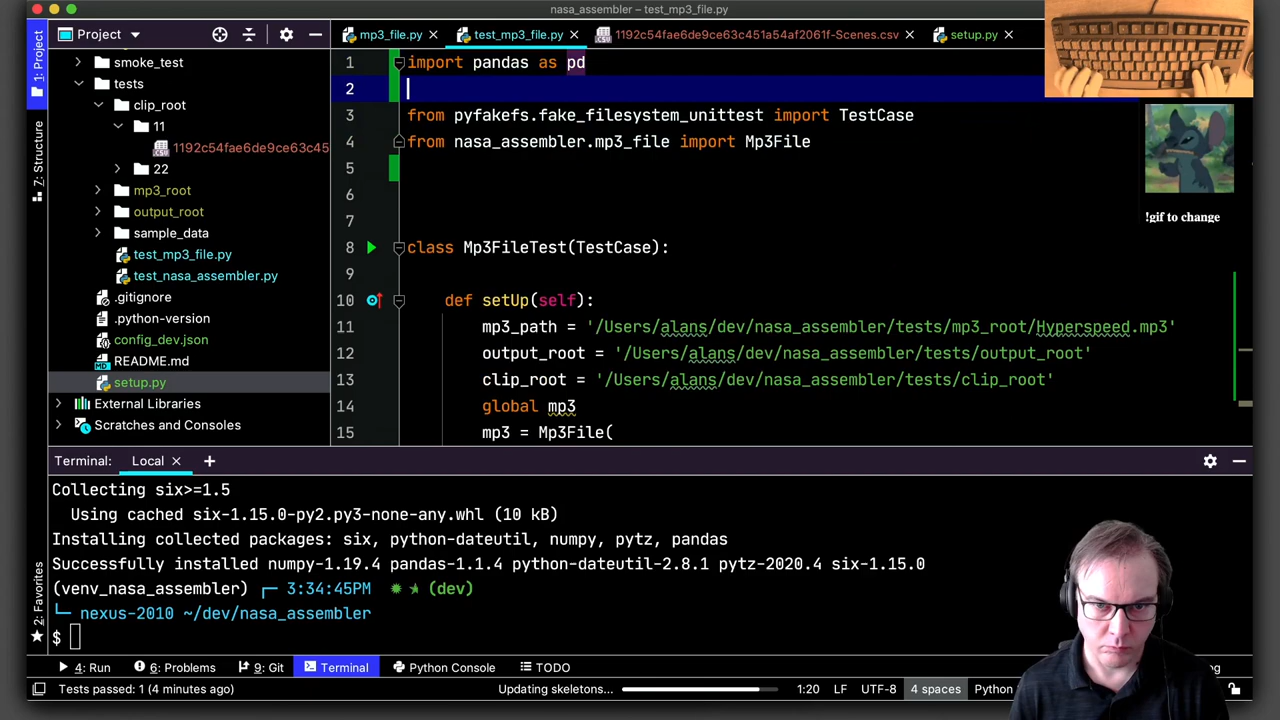 nasa_assembler – test_mp3_file.py
1: Project
Project
mp3_file.py
test_mp3_file.py
1192c54fae6de9ce63c451a54af2061f-Scenes.csv
setup.py
smoke_test
tests
clip_root
11
1192c54fae6de9ce63c45
22
mp3_root
output_root
sample_data
test_mp3_file.py
test_nasa_assembler.py
.gitignore
.python-version
config_dev.json
README.md
setup.py
External Libraries
Scratches and Consoles
7: Structure
2: Favorites
1 import pandas as pd
2
3 from pyfakefs.fake_filesystem_unittest import TestCase
4 from nasa_assembler.mp3_file import Mp3File
5
6
7
8 class Mp3FileTest(TestCase):
9
10 def setUp(self):
11 mp3_path = '/Users/alans/dev/nasa_assembler/tests/mp3_root/Hyperspeed.mp3'
12 output_root = '/Users/alans/dev/nasa_assembler/tests/output_root'
13 clip_root = '/Users/alans/dev/nasa_assembler/tests/clip_root'
14 global mp3
15 mp3 = Mp3File(
!gif to change
Terminal: Local
Collecting six>=1.5
Using cached six-1.15.0-py2.py3-none-any.whl (10 kB)
Installing collected packages: six, python-dateutil, numpy, pytz, pandas
Successfully installed numpy-1.19.4 pandas-1.1.4 python-dateutil-2.8.1 pytz-2020.4 six-1.15.0
(venv_nasa_assembler) 3:34:45PM (dev)
nexus-2010 ~/dev/nasa_assembler
$
4: Run 6: Problems 9: Git Terminal Python Console TODO
Tests passed: 1 (4 minutes ago) Updating skeletons... 1:20 LF UTF-8 4 spaces Python